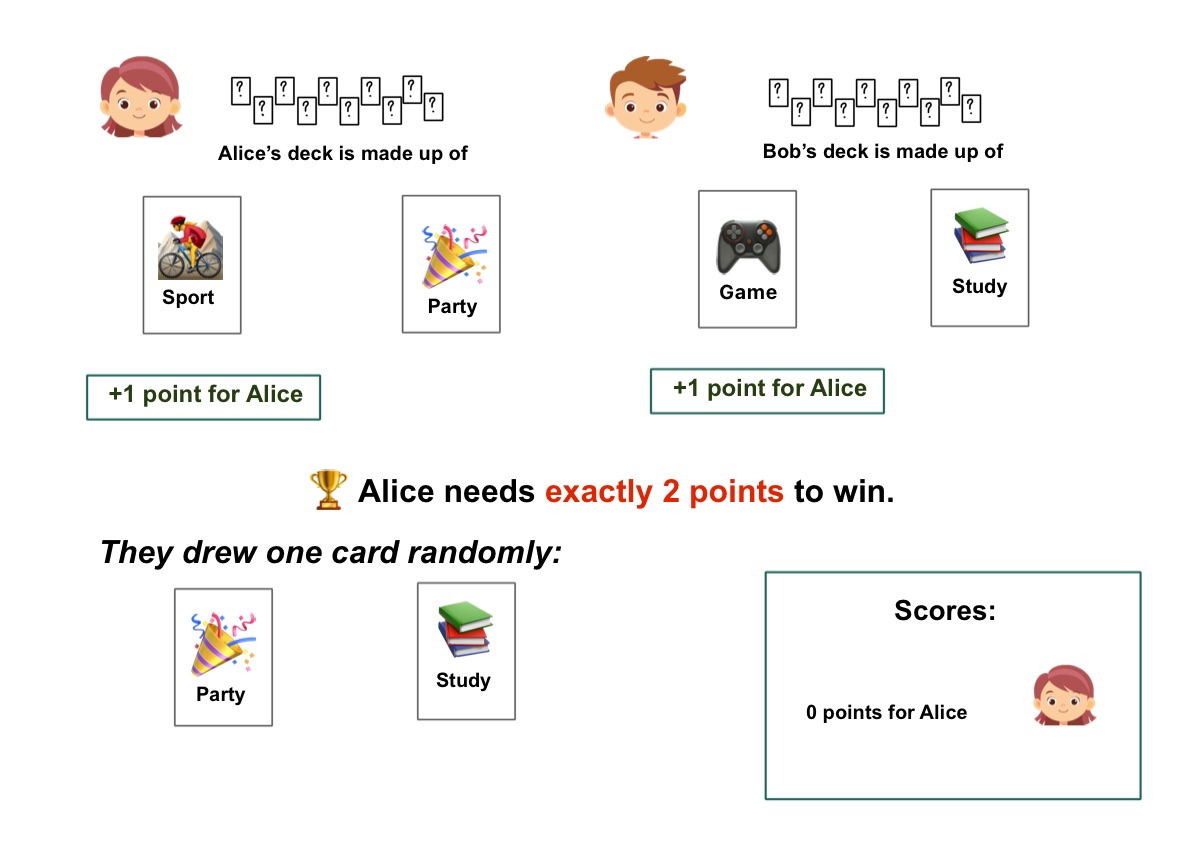 ? ? ? ? ? ? ? ? ? ?
Alice’s deck is made up of
Sport
Party
+1 point for Alice
? ? ? ? ? ? ? ? ? ?
Bob’s deck is made up of
Game
Study
+1 point for Alice
Alice needs exactly 2 points to win.
They drew one card randomly:
Party
Study
Scores:
0 points for Alice